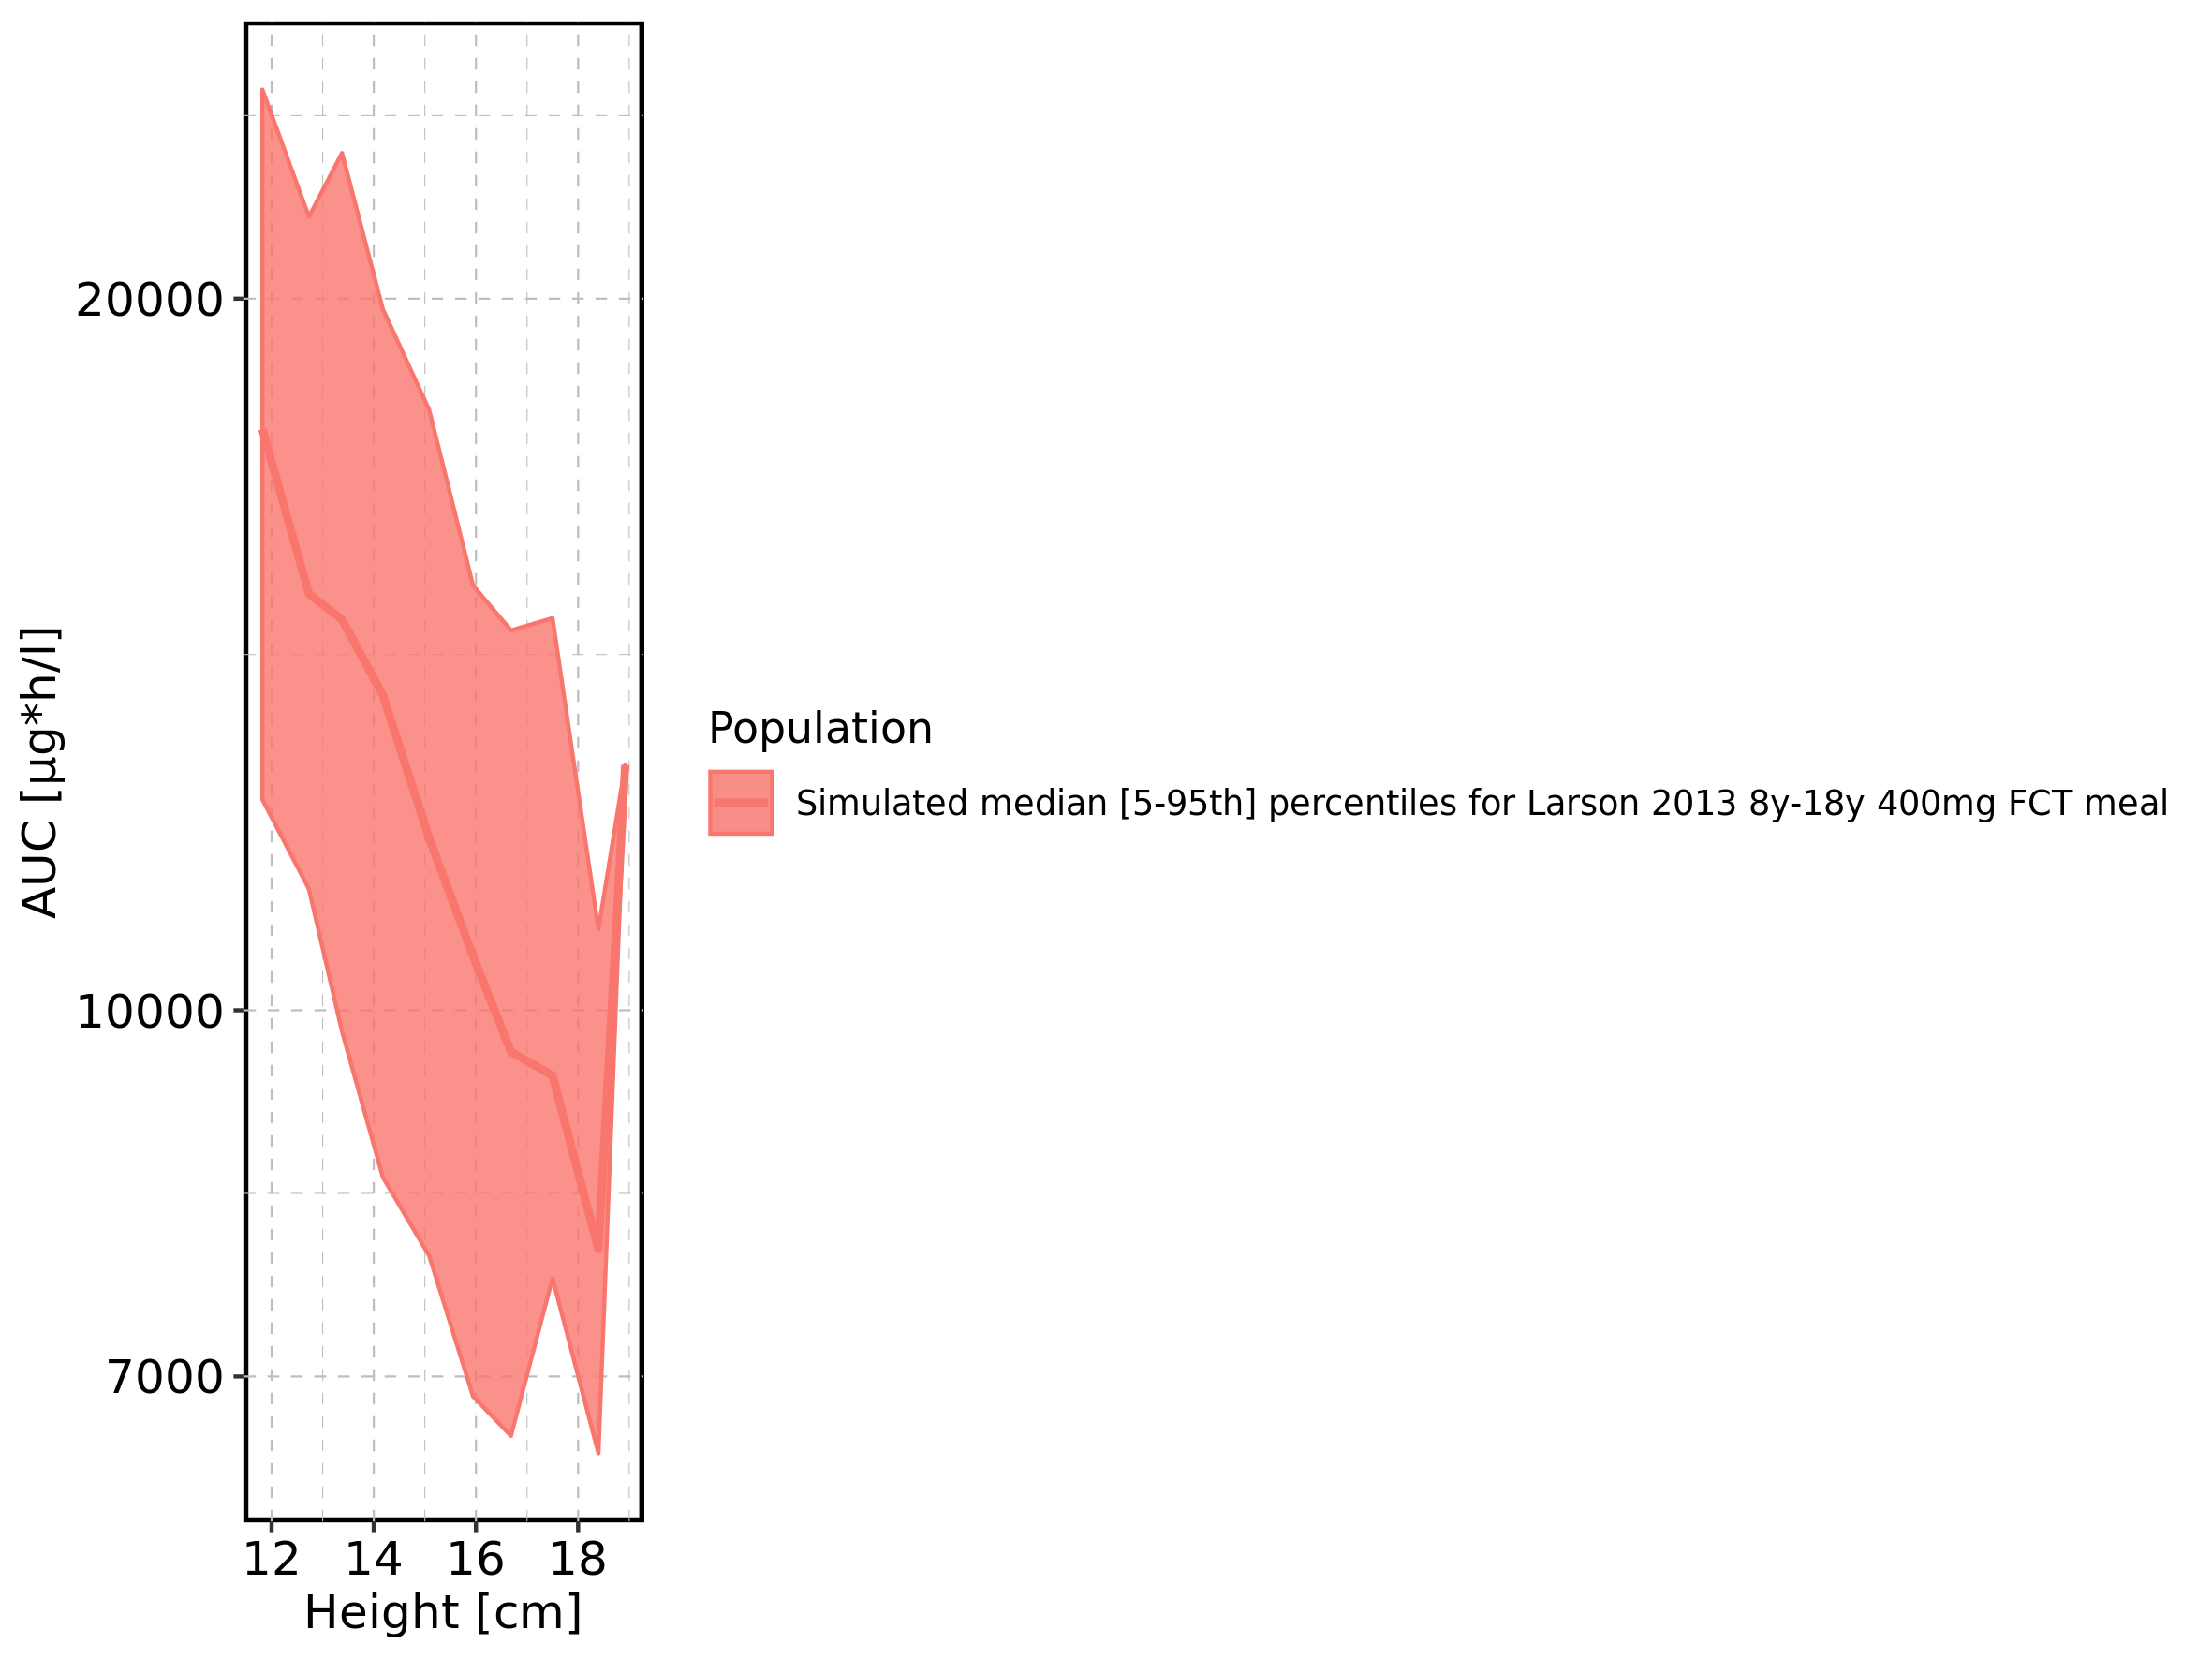 AUC [µg*h/l]
20000
10000
7000
12 14 16 18
Height [cm]
Population
Simulated median [5-95th] percentiles for Larson 2013 8y-18y 400mg FCT meal